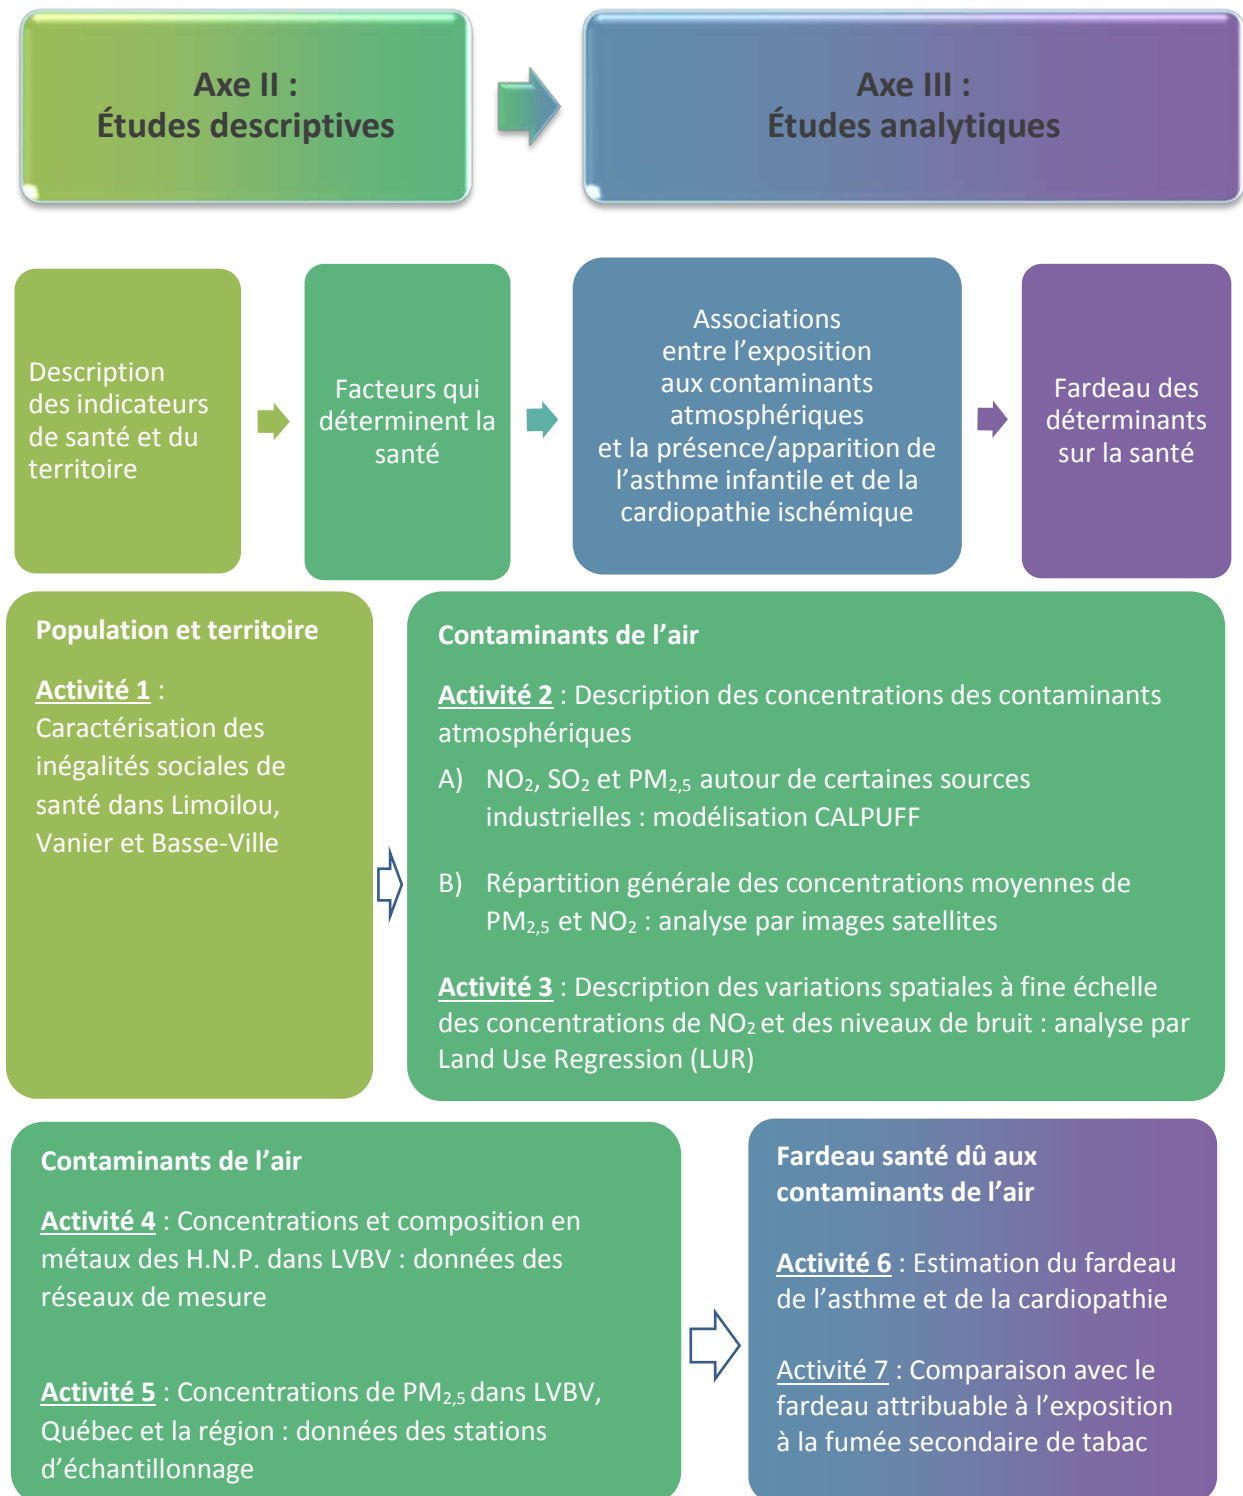 Axe II :
Études descriptives
Axe III :
Études analytiques
Description
des indicateurs
de santé et du
territoire
Facteurs qui
déterminent la
santé
Associations
entre l’exposition
aux contaminants
atmosphériques
et la présence/apparition de
l’asthme infantile et de la
cardiopathie ischémique
Fardeau des
déterminants
sur la santé
Population et territoire
Activité 1 :
Caractérisation des
inégalités sociales de
santé dans Limoilou,
Vanier et Basse-Ville
Contaminants de l’air
Activité 2 : Description des concentrations des contaminants
atmosphériques
A) NO₂, SO₂ et PM₂,₅ autour de certaines sources
industrielles : modélisation CALPUFF
B) Répartition générale des concentrations moyennes de
PM₂,₅ et NO₂ : analyse par images satellites
Activité 3 : Description des variations spatiales à fine échelle
des concentrations de NO₂ et des niveaux de bruit : analyse par
Land Use Regression (LUR)
Contaminants de l’air
Activité 4 : Concentrations et composition en
métaux des H.N.P. dans LVBV : données des
réseaux de mesure
Activité 5 : Concentrations de PM₂,₅ dans LVBV,
Québec et la région : données des stations
d’échantillonnage
Fardeau santé dû aux
contaminants de l’air
Activité 6 : Estimation du fardeau
de l’asthme et de la cardiopathie
Activité 7 : Comparaison avec le
fardeau attribuable à l’exposition
à la fumée secondaire de tabac